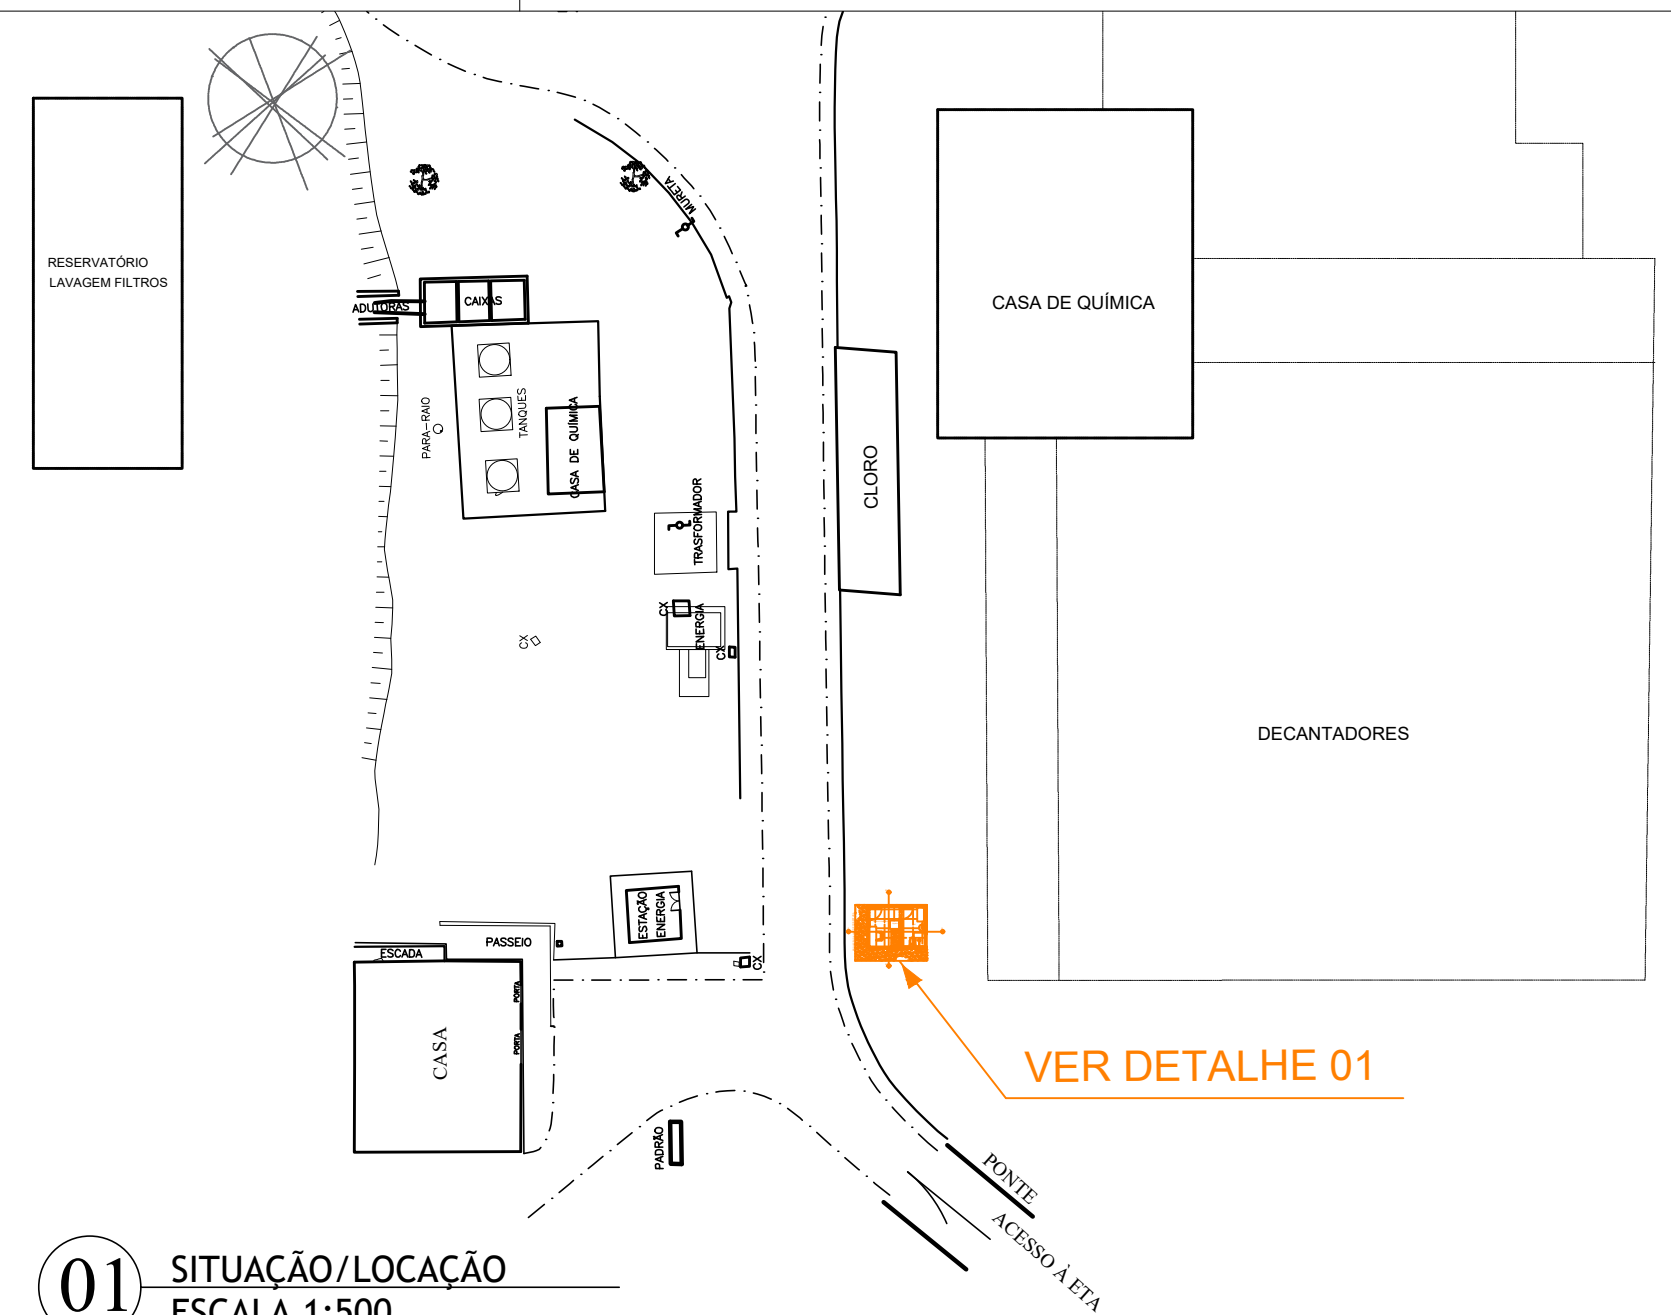 RESERVATÓRIO
LAVAGEM FILTROS
MURETA
ADUTORAS
CAIXAS
CASA DE QUÍMICA
PARA-RAIO
TANQUES
CASA DE QUÍMICA
CLORO
TRASFORMADOR
CX
ENERGIA
CX
CX
DECANTADORES
ESTAÇÃO
ENERGIA
PASSEIO
ESCADA
CX
PORTA
PORTA
CASA
VER DETALHE 01
PADRÃO
PONTE
ACESSO À ETA
01
SITUAÇÃO/LOCAÇÃO
ESCALA 1:500